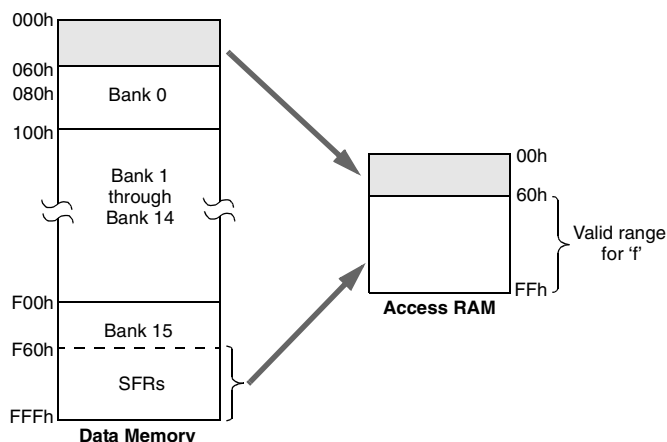 000h
060h
080h
Bank 0
100h
Bank 1
through
Bank 14
F00h
Bank 15
F60h
SFRs
FFFh
Data Memory
00h
60h
Valid range
for ‘f’
FFh
Access RAM